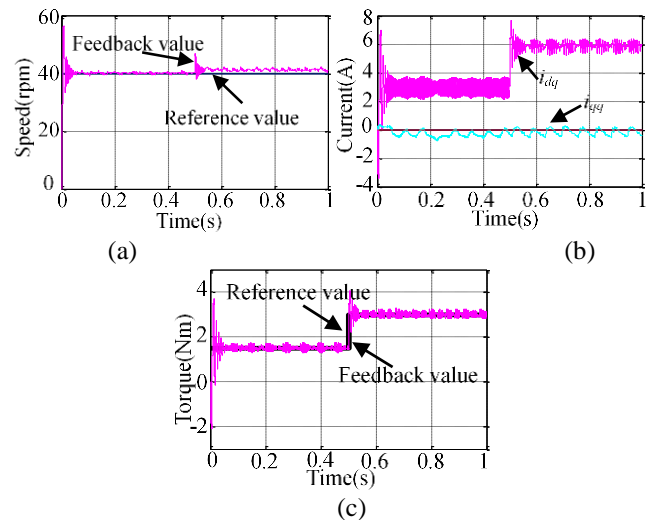 60
40
20
0
Speed(rpm)
Feedback value
Reference value
0 0.2 0.4 0.6 0.8 1
Time(s)
(a)
8
6
4
2
0
-2
-4
Current(A)
idq
iqq
0 0.2 0.4 0.6 0.8 1
Time(s)
(b)
4
2
0
-2
Torque(Nm)
Reference value
Feedback value
0 0.2 0.4 0.6 0.8 1
Time(s)
(c)